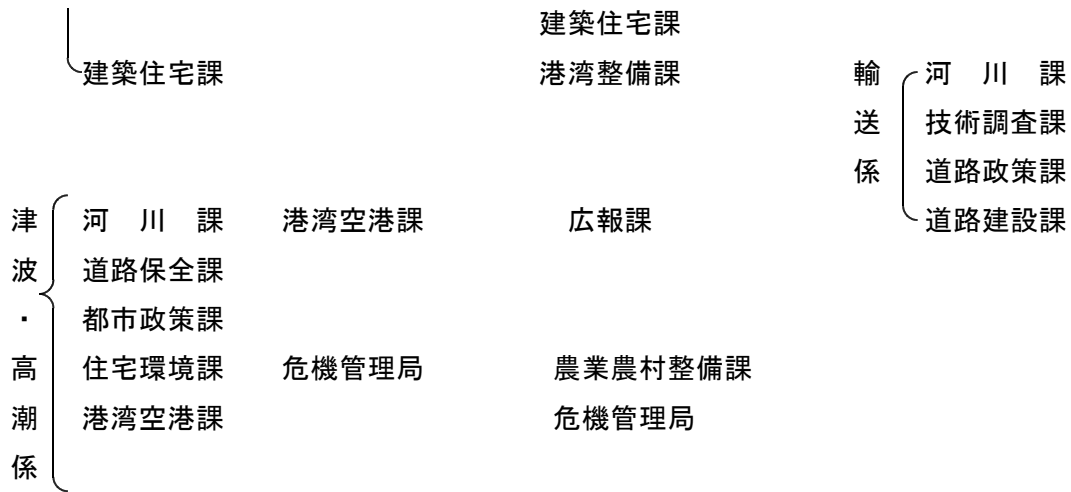 建築住宅課
建築住宅課 港湾整備課 輸 河 川 課
送 技術調査課
係 道路政策課
津 河 川 課 港湾空港課 広報課 道路建設課
波 道路保全課
・ 都市政策課
高 住宅環境課 危機管理局 農業農村整備課
潮 港湾空港課 危機管理局
係